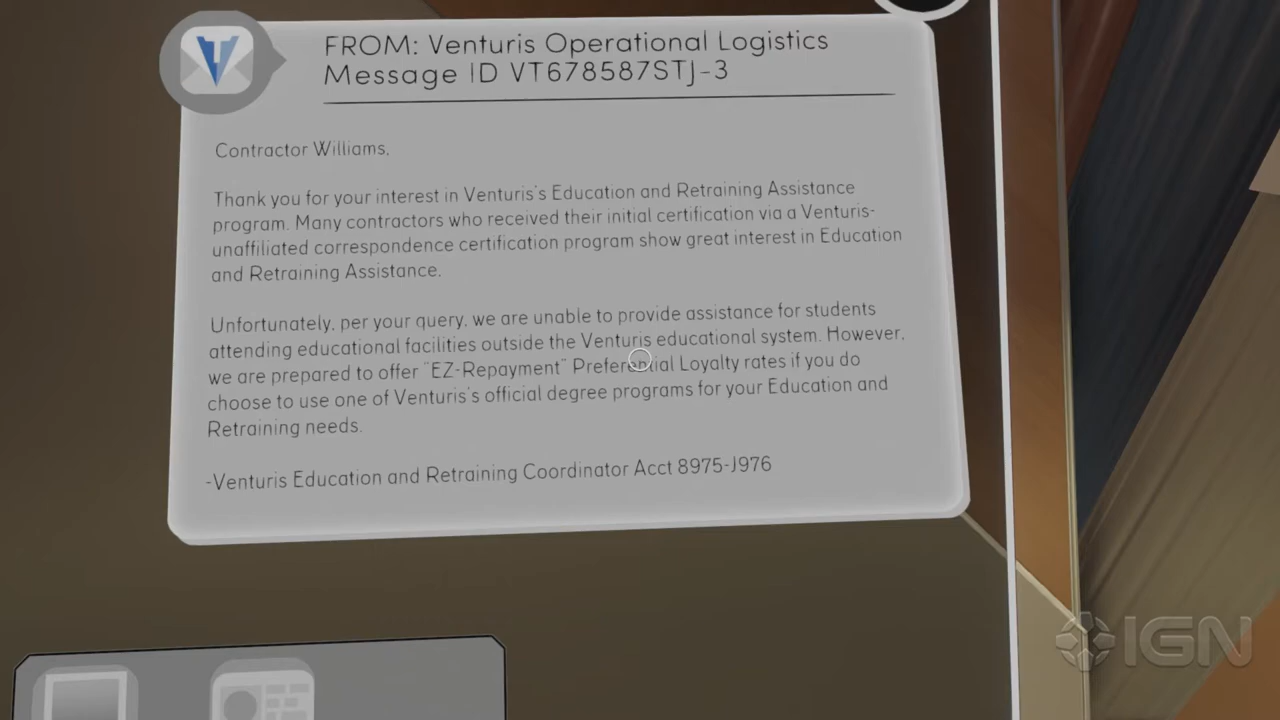 FROM: Venturis Operational Logistics
Message ID VT678587STJ-3
Contractor Williams,
Thank you for your interest in Venturis's Education and Retraining Assistance
program. Many contractors who received their initial certification via a Venturis-
unaffiliated correspondence certification program show great interest in Education
and Retraining Assistance.
Unfortunately, per your query, we are unable to provide assistance for students
attending educational facilities outside the Venturis educational system. However,
we are prepared to offer "EZ-Repayment" Preferential Loyalty rates if you do
choose to use one of Venturis's official degree programs for your Education and
Retraining needs.
-Venturis Education and Retraining Coordinator Acct 8975-J976
IGN